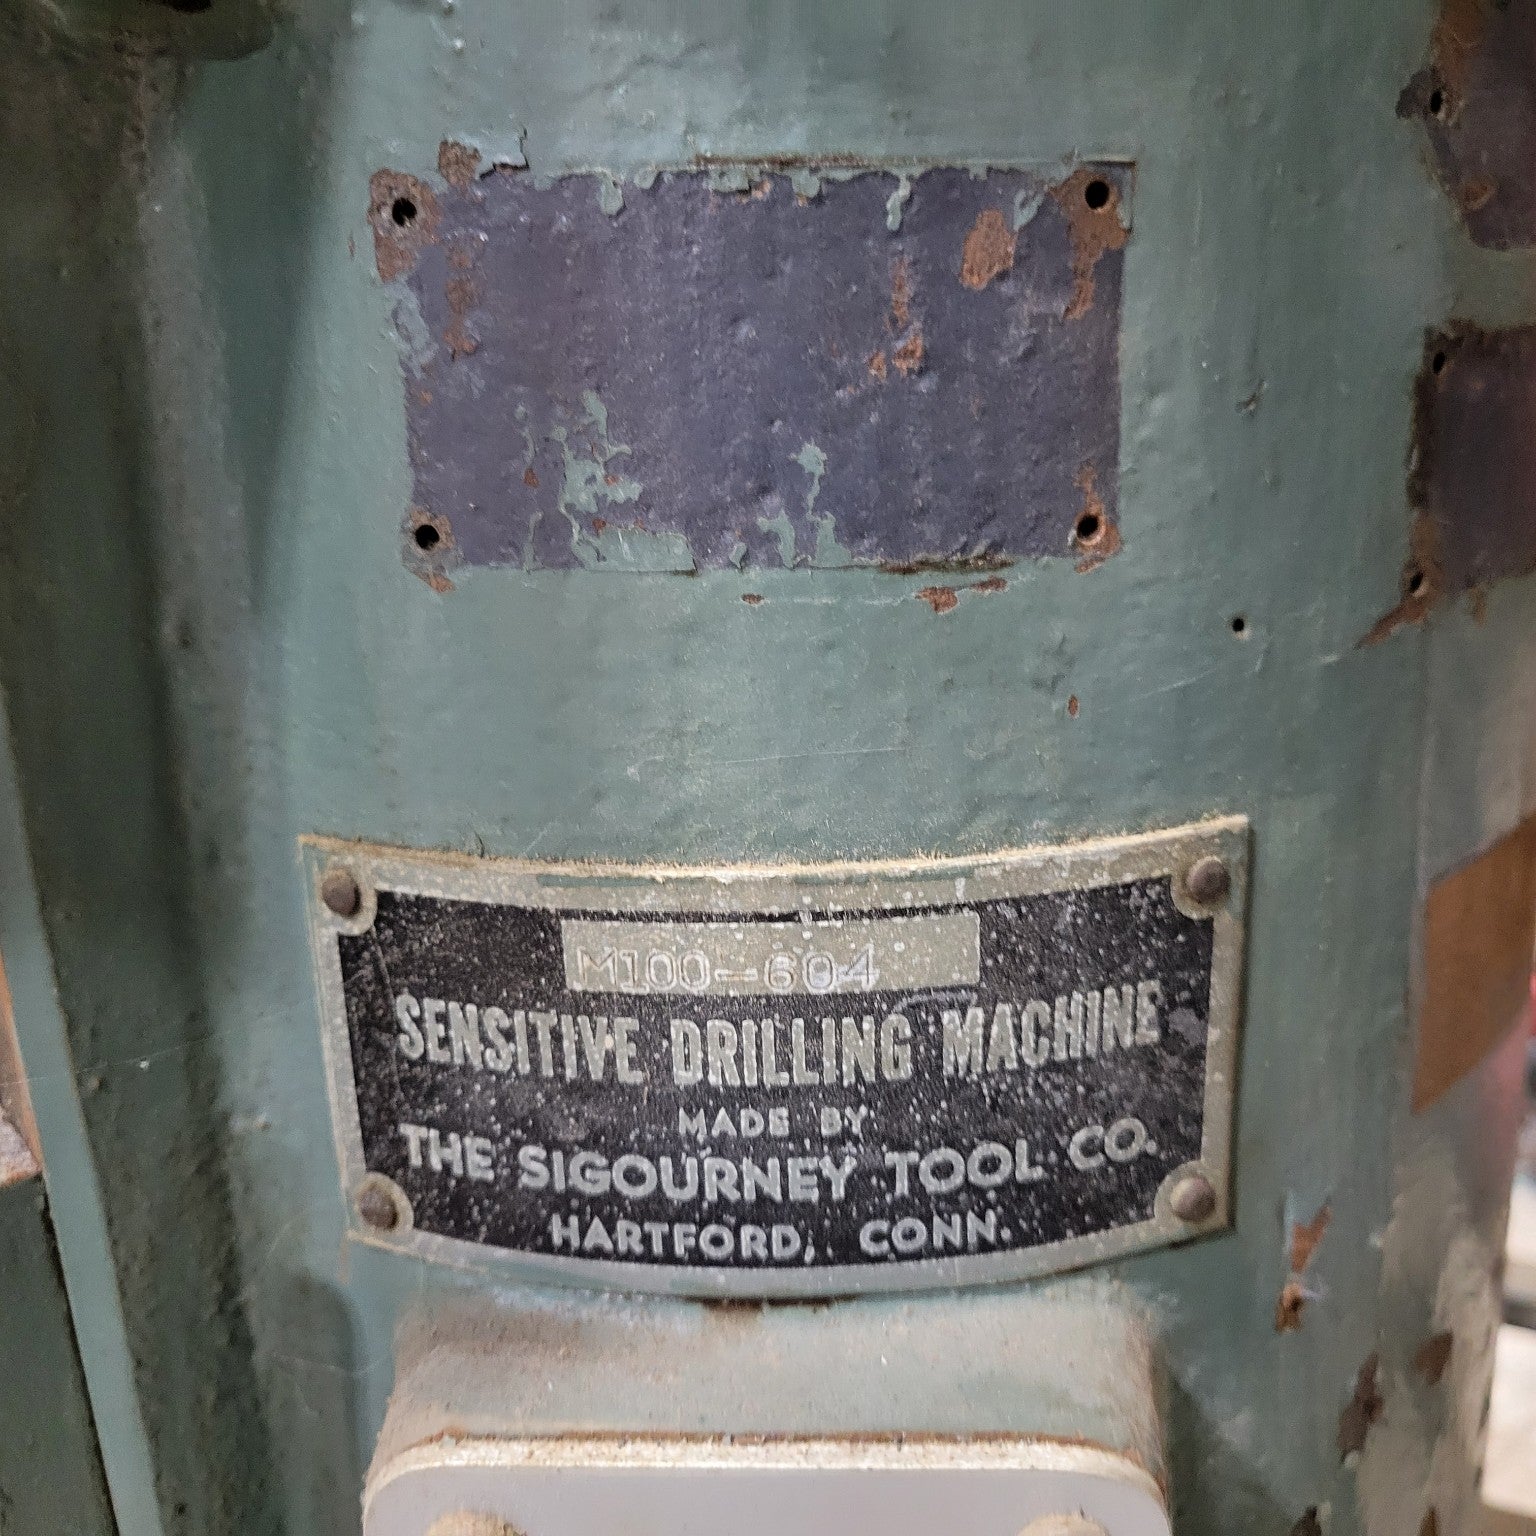 M100-604
SENSITIVE DRILLING MACHINE
MADE BY
THE SIGOURNEY TOOL CO.
HARTFORD, CONN.